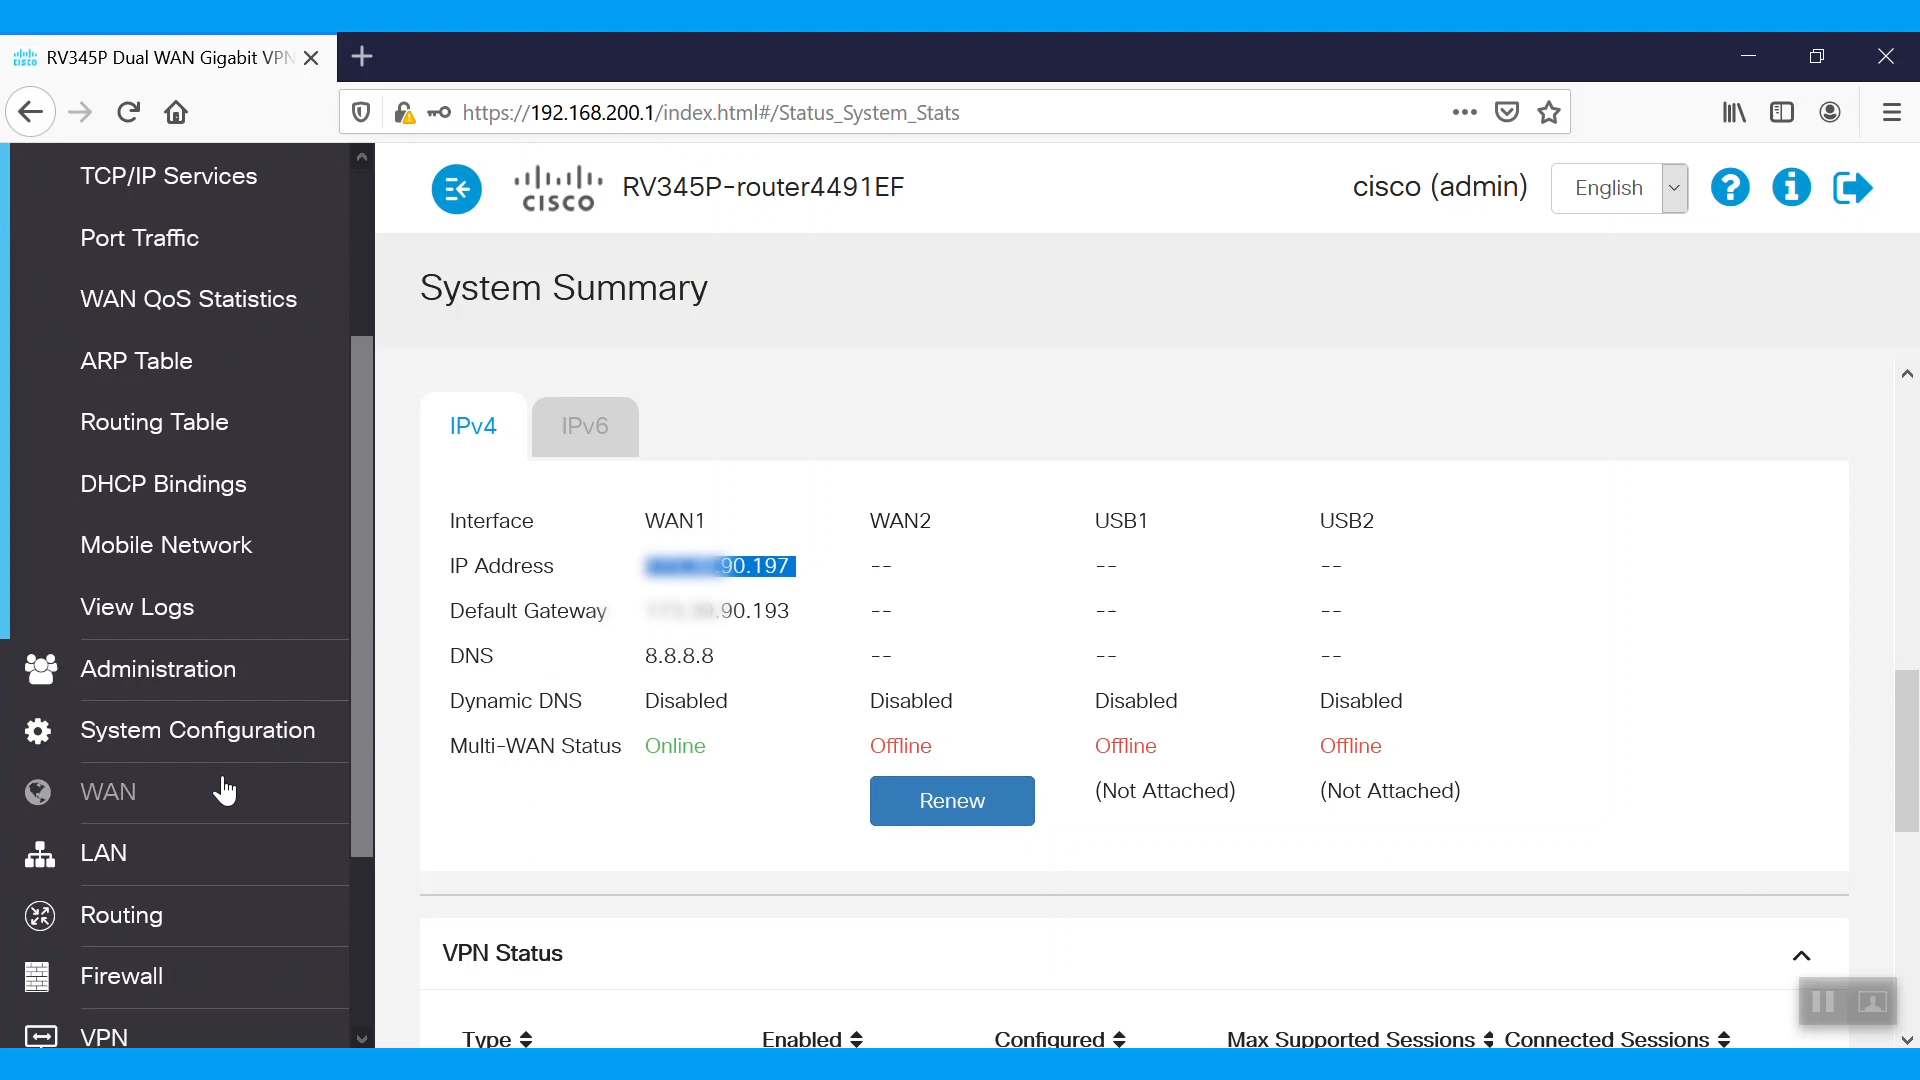 RV345P Dual WAN Gigabit VPN
https://192.168.200.1/index.html#/Status_System_Stats
TCP/IP Services
Port Traffic
WAN QoS Statistics
ARP Table
Routing Table
DHCP Bindings
Mobile Network
View Logs
Administration
System Configuration
WAN
LAN
Routing
Firewall
VPN
CISCO RV345P-router4491EF cisco (admin) English
System Summary
IPv4 IPv6
Interface WAN1 WAN2 USB1 USB2
IP Address .90.197 -- -- --
Default Gateway .90.193 -- -- --
DNS 8.8.8.8 -- -- --
Dynamic DNS Disabled Disabled Disabled Disabled
Multi-WAN Status Online Offline Offline Offline
Renew (Not Attached) (Not Attached)
VPN Status
Type Enabled Configured Max Supported Sessions Connected Sessions